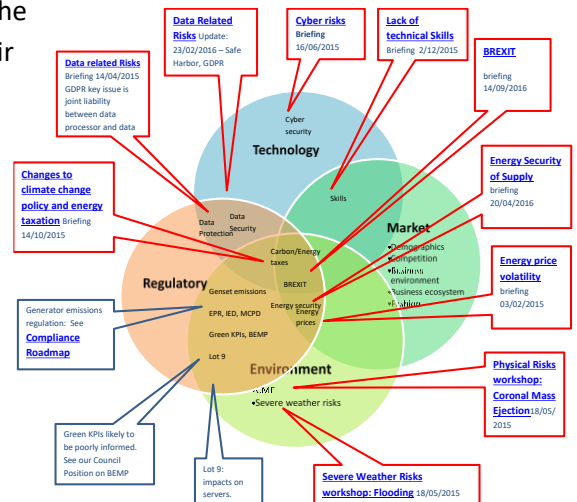 the
ir
Data Related
Risks Update:
23/02/2016 – Safe
Harbor, GDPR
Cyber risks
Briefing
16/06/2015
Lack of
technical Skills
Briefing 2/12/2015
BREXIT
briefing
14/09/2016
Data related Risks
Briefing 14/04/2015
GDPR key issue is
joint liability
between data
processor and data
Changes to
climate change
policy and energy
taxation Briefing
14/10/2015
Generator emissions
regulation: See
Compliance
Roadmap
Green KPIs likely to
be poorly informed.
See our Council
Position on BEMP
Lot 9:
impacts on
servers.
Energy Security
of Supply
briefing
20/04/2016
Energy price
volatility
briefing
03/02/2015
Physical Risks
workshop:
Coronal Mass
Ejection18/05/
2015
Severe Weather Risks
workshop: Flooding 18/05/2015
Cyber
security
Technology
Skills
Data
Protection
Data
Security
Carbon/Energy
taxes
BREXIT
Energy security
Energy
prices
Regulatory
Genset emissions
EPR, IED, MCPD
Green KPIs, BEMP
Lot 9
Market
•Demographics
•Competition
•Business
environment
•Business ecosystem
•Fashion
Environment
•Severe weather risks